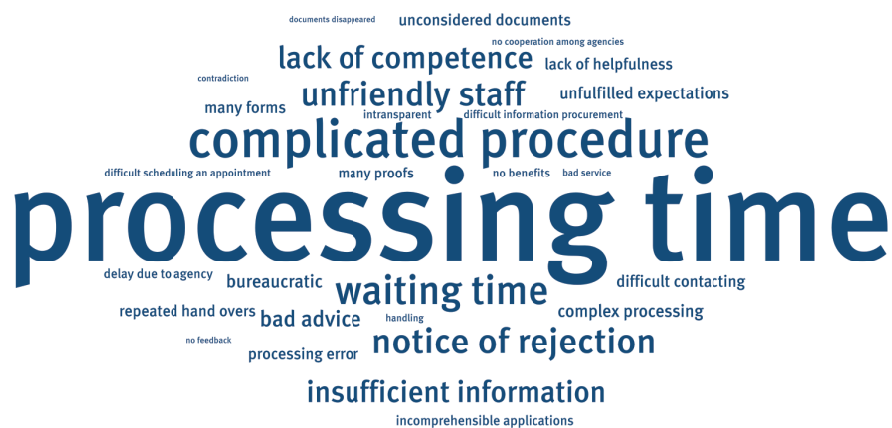 documents disappeared
unconsidered documents
no cooperation among agencies
lack of competence
lack of helpfulness
contradiction
unfriendly staff
unfulfilled expectations
many forms
intransparent
difficult information procurement
complicated procedure
difficult scheduling an appointment
many proofs
no benefits
bad service
processing time
delay due to agency
bureaucratic
waiting time
difficult contacting
repeated hand overs
bad advice
handling
complex processing
no feedback
processing error
notice of rejection
insufficient information
incomprehensible applications